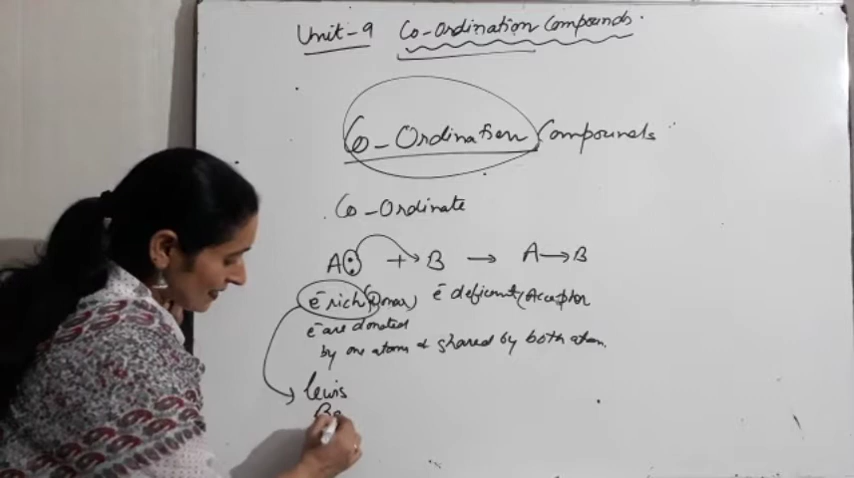 Unit-9 Co-Ordination Compounds.
Co-Ordination Compounds
Co-Ordinate
A: + B → A→B
e⁻ rich (Donor) e⁻ deficient (Acceptor
e⁻ are donated
by one atom & shared by both atom.
Lewis
Ba